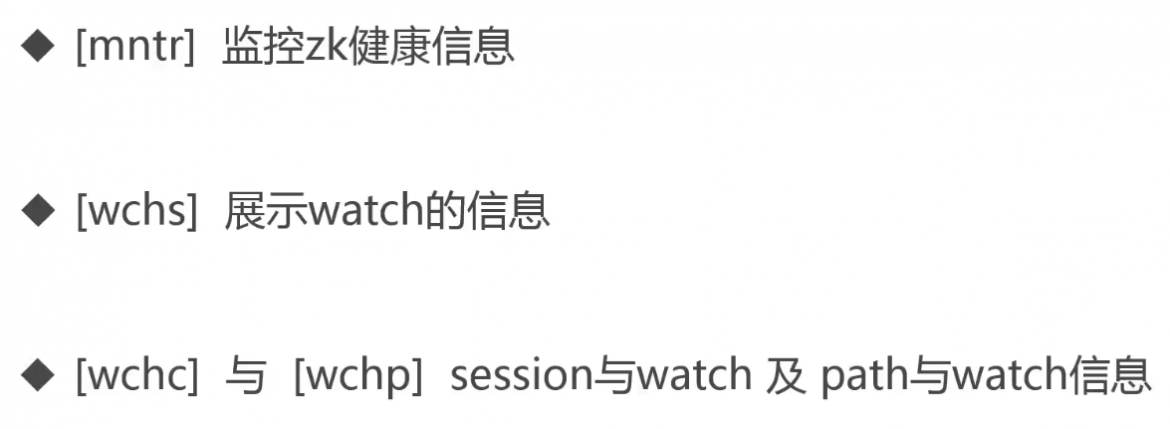 ◆ [mntr] 监控zk健康信息
◆ [wchs] 展示watch的信息
◆ [wchc] 与 [wchp] session与watch 及 path与watch信息